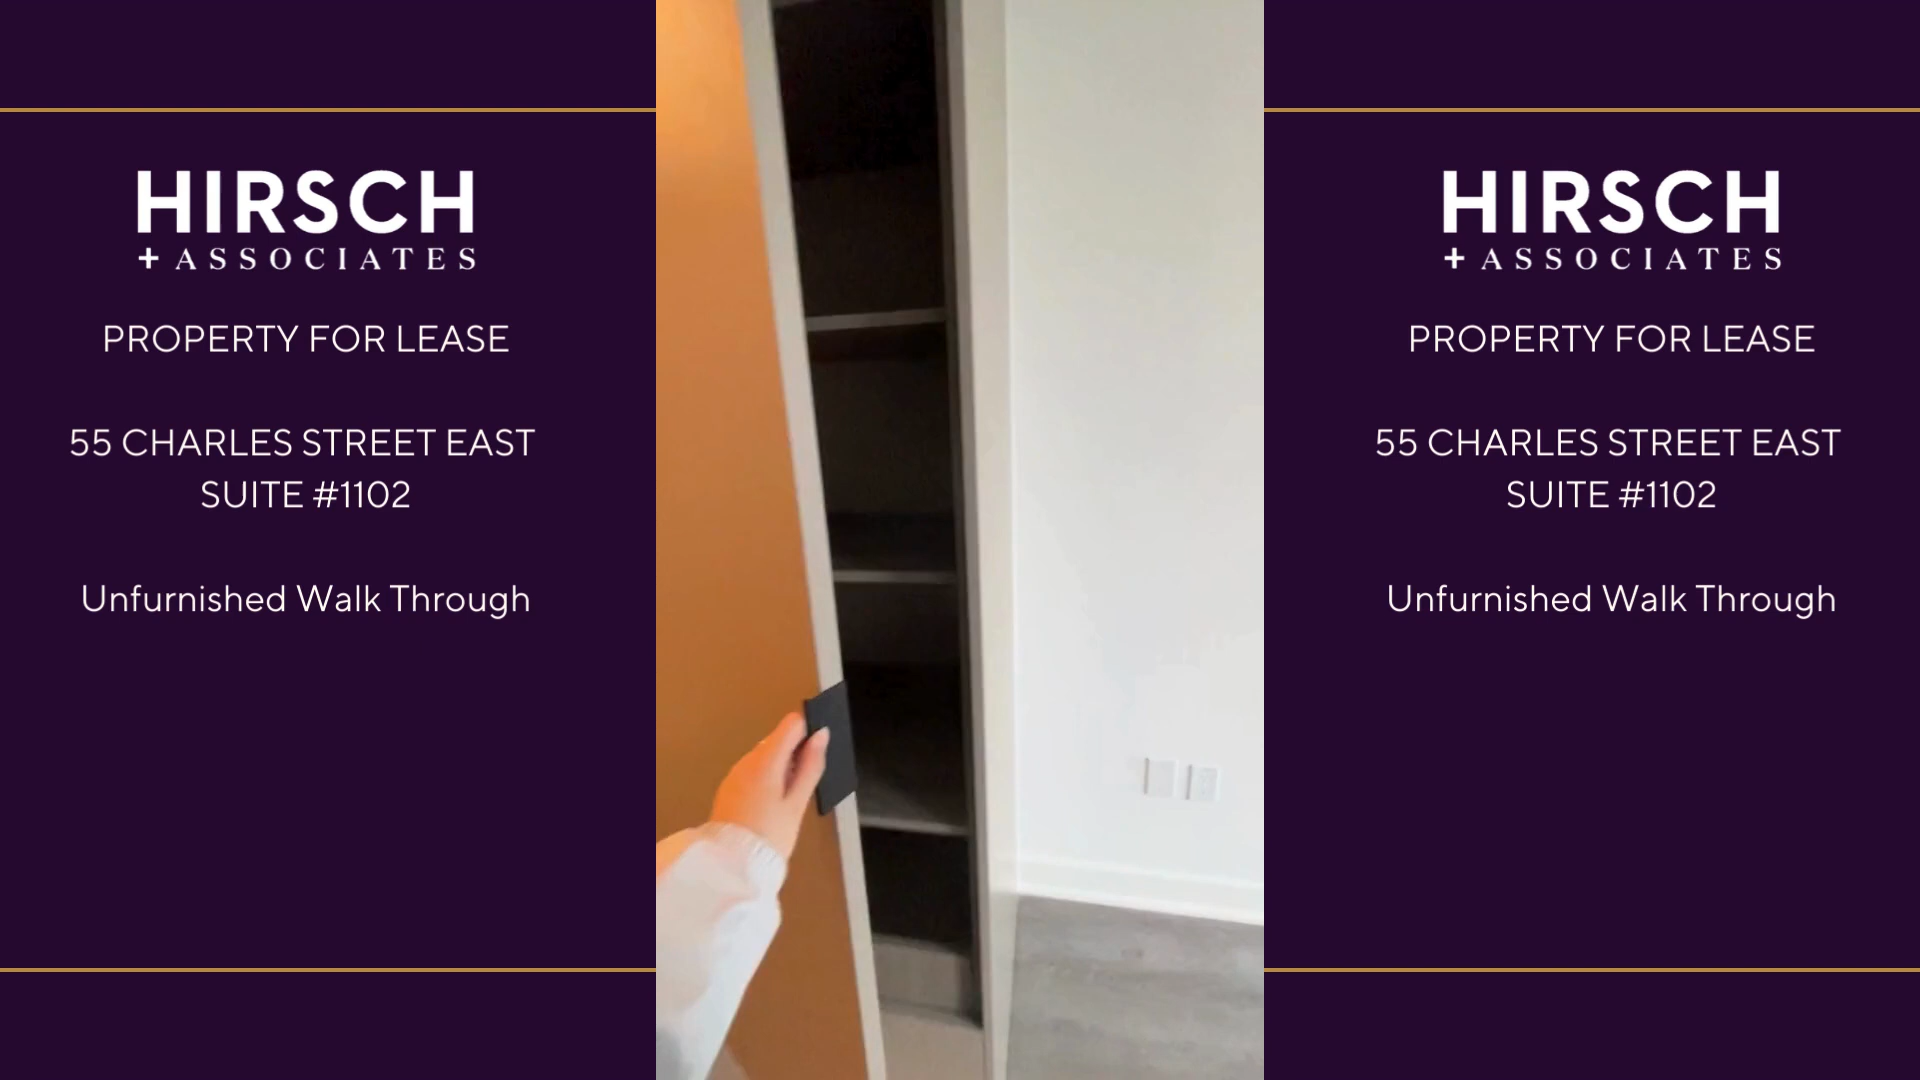 HIRSCH
+ ASSOCIATES
PROPERTY FOR LEASE
55 CHARLES STREET EAST
SUITE #1102
Unfurnished Walk Through
HIRSCH
+ ASSOCIATES
PROPERTY FOR LEASE
55 CHARLES STREET EAST
SUITE #1102
Unfurnished Walk Through